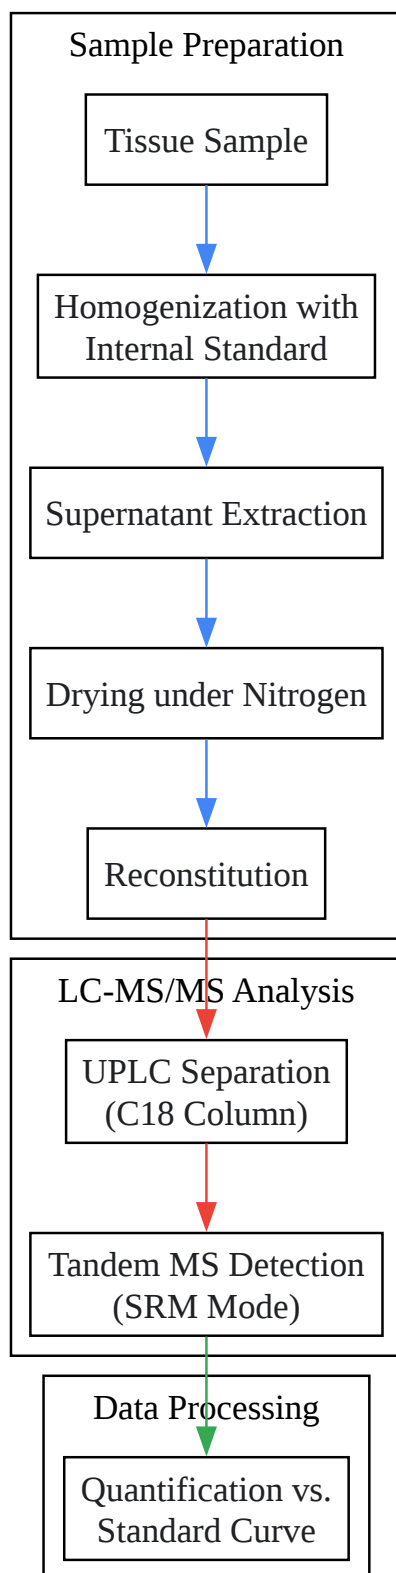 Sample Preparation
Tissue Sample
Homogenization with
Internal Standard
Supernatant Extraction
Drying under Nitrogen
Reconstitution
LC-MS/MS Analysis
UPLC Separation
(C18 Column)
Tandem MS Detection
(SRM Mode)
Data Processing
Quantification vs.
Standard Curve